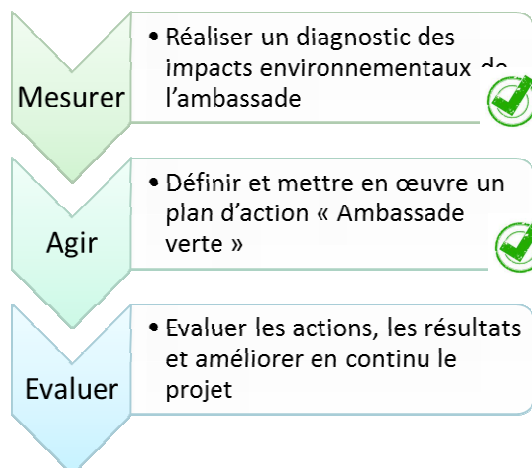 Mesurer
• Réaliser un diagnostic des
impacts environnementaux de
l'ambassade
Agir
• Définir et mettre en œuvre un
plan d'action « Ambassade
verte »
Evaluer
• Evaluer les actions, les résultats
et améliorer en continu le
projet